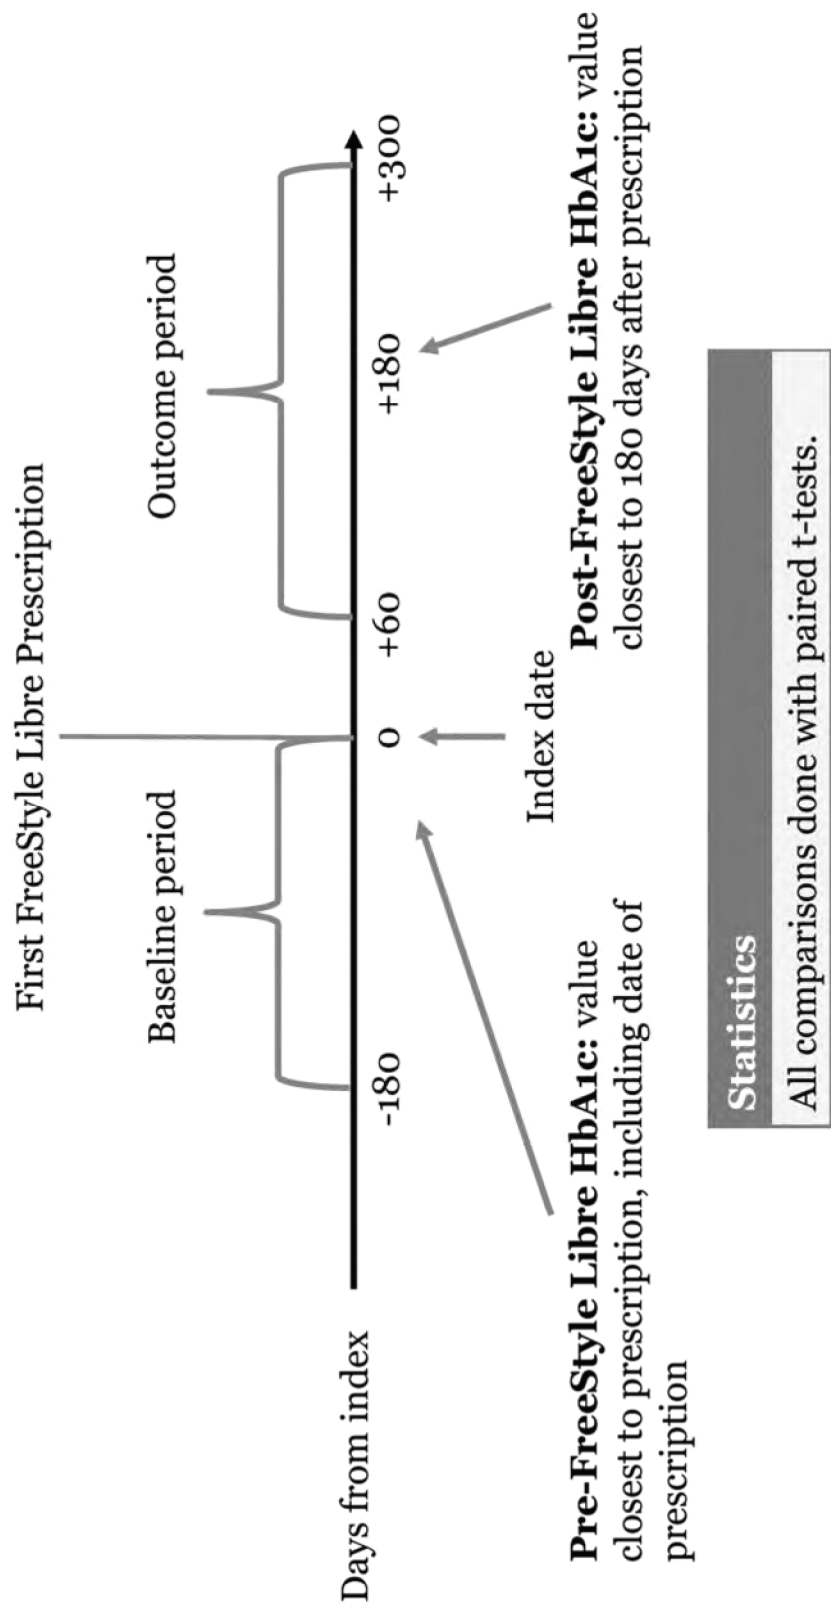 First FreeStyle Libre Prescription
Baseline period
Outcome period
Days from index
-180
0
+60
+180
+300
Index date
Pre-FreeStyle Libre HbA1c: value
closest to prescription, including date of
prescription
Post-FreeStyle Libre HbA1c: value
closest to 180 days after prescription
Statistics
All comparisons done with paired t-tests.